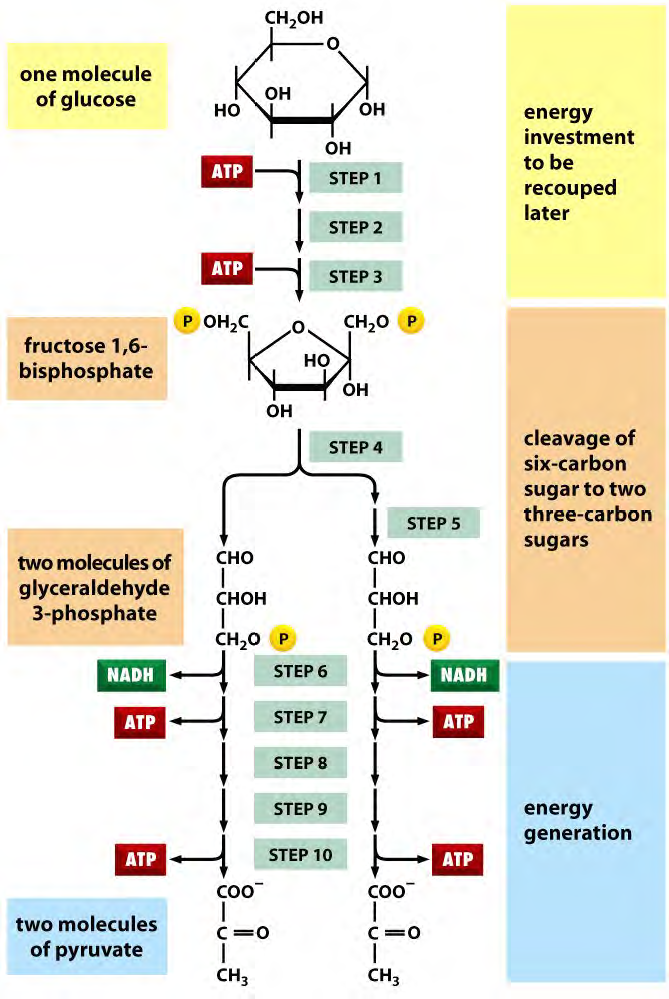 CH₂OH
O
one molecule
of glucose
HO
OH
OH
OH
energy
investment
to be
recouped
later
ATP
STEP 1
STEP 2
ATP
STEP 3
P OH₂C
O
CH₂O P
fructose 1,6-
bisphosphate
HO
OH
OH
STEP 4
cleavage of
six-carbon
sugar to two
three-carbon
sugars
STEP 5
two molecules of
glyceraldehyde
3-phosphate
CHO
CHOH
CH₂O P
CHO
CHOH
CH₂O P
NADH
STEP 6
NADH
ATP
STEP 7
ATP
STEP 8
STEP 9
energy
generation
ATP
STEP 10
ATP
two molecules
of pyruvate
COO⁻
C=O
CH₃
COO⁻
C=O
CH₃